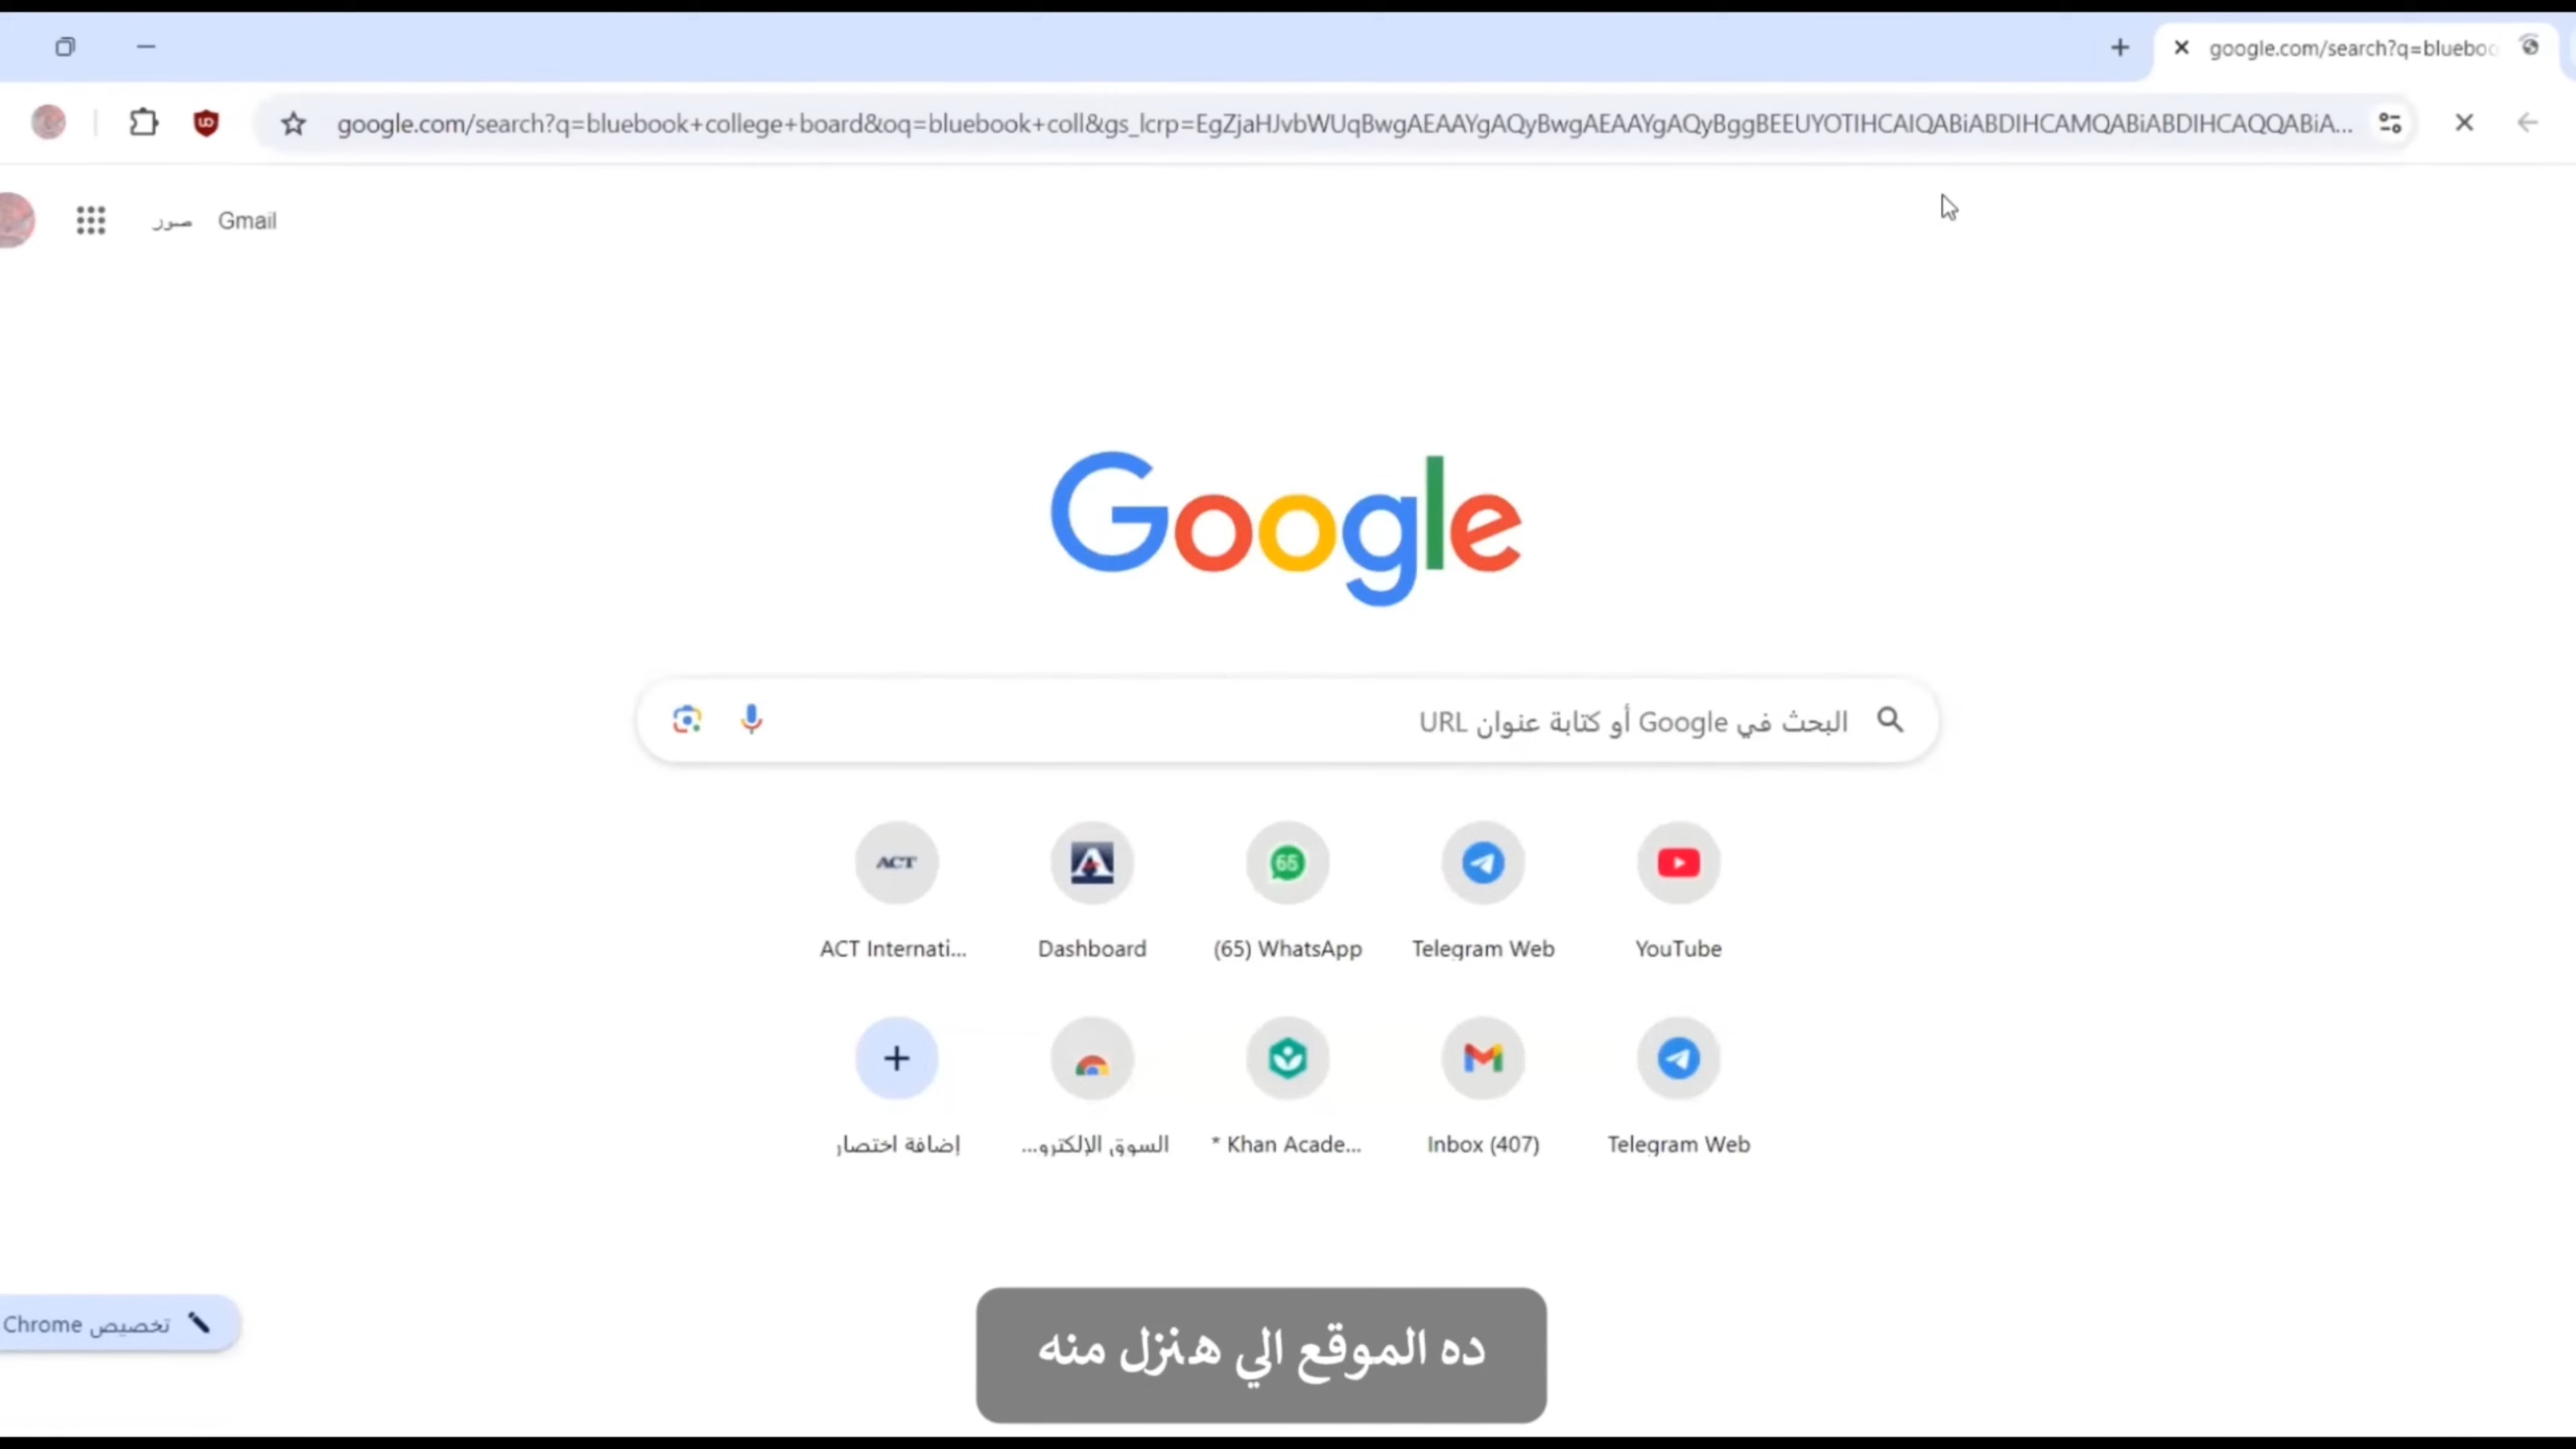 google.com/search?q=blueboo
google.com/search?q=bluebook+college+board&oq=bluebook+coll&gs_lcrp=EgZjaHJvbWUqBwgAEAAYgAQyBwgAEAAYgAQyBggBEEUYOTIHCAIQABiABDIHCAMQABiABDIHCAQQABiA...
Gmail صور
Google
البحث في Google أو كتابة عنوان URL
ACT
65
ACT Internati...
Dashboard
(65) WhatsApp
Telegram Web
YouTube
إضافة اختصار
السوق الإلكترو...
* Khan Acade...
Inbox (407)
Telegram Web
تخصيص Chrome
ده الموقع الي هنزل منه